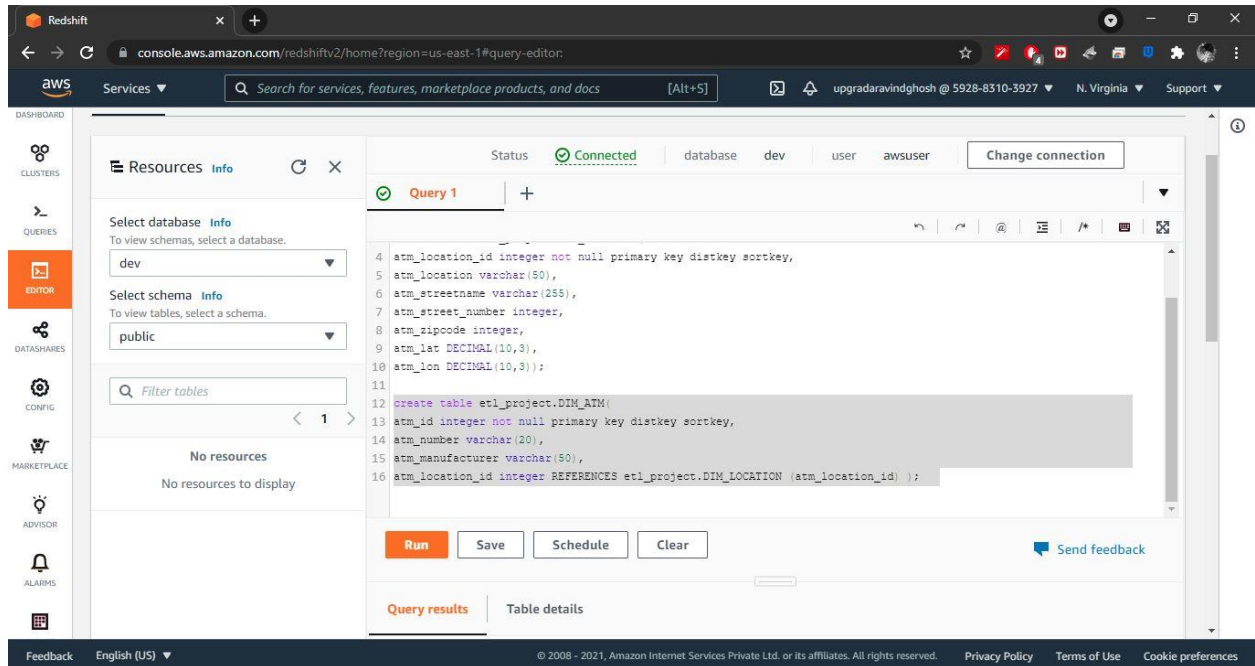 Redshift
console.aws.amazon.com/redshiftv2/home?region=us-east-1#query-editor:
4
aws
Services ▼
Search for services, features, marketplace products, and docs
[Alt+S]
upgradaravindghosh @ 5928-8310-3927 ▼
N. Virginia ▼
Support ▼
DASHBOARD
CLUSTERS
QUERIES
EDITOR
DATASHARES
CONFIG
MARKETPLACE
ADVISOR
ALARMS
Resources Info
Select database Info
To view schemas, select a database.
dev
Select schema Info
To view tables, select a schema.
public
Filter tables
< 1 >
No resources
No resources to display
Status Connected database dev user awsuser Change connection
Query 1 +
4 atm_location_id integer not null primary key distkey sortkey,
5 atm_location varchar(50),
6 atm_streetname varchar(255),
7 atm_street_number integer,
8 atm_zipcode integer,
9 atm_lat DECIMAL(10,3),
10 atm_lon DECIMAL(10,3));
11
12 create table etl_project.DIM_ATM(
13 atm_id integer not null primary key distkey sortkey,
14 atm_number varchar(20),
15 atm_manufacturer varchar(50),
16 atm_location_id integer REFERENCES etl_project.DIM_LOCATION (atm_location_id) );
Run Save Schedule Clear
Send feedback
Query results Table details
Feedback English (US) ▼ © 2008 - 2021, Amazon Internet Services Private Ltd. or its affiliates. All rights reserved. Privacy Policy Terms of Use Cookie preferences